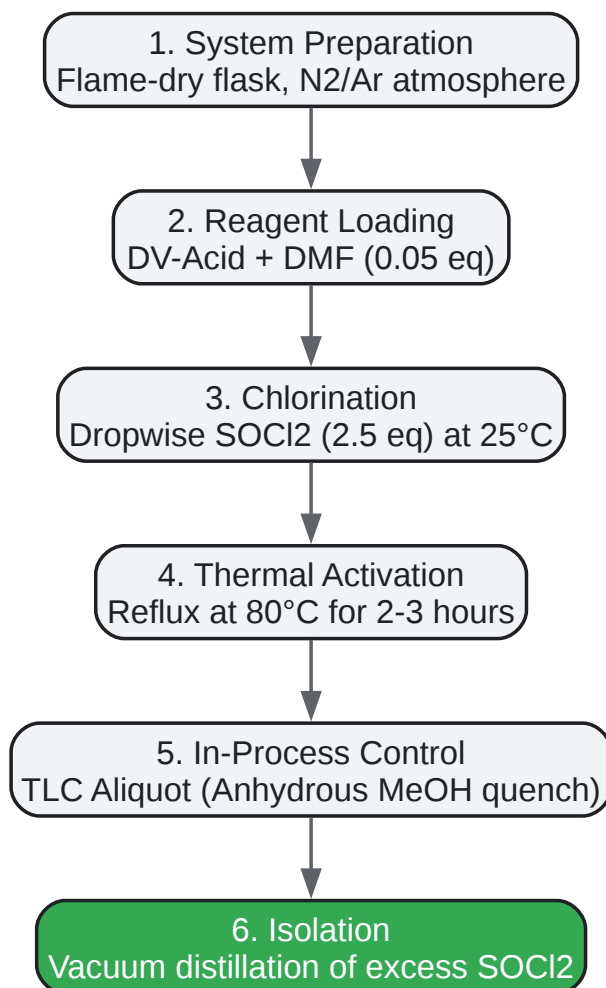 1. System Preparation
Flame-dry flask, N2/Ar atmosphere
2. Reagent Loading
DV-Acid + DMF (0.05 eq)
3. Chlorination
Dropwise SOCl2 (2.5 eq) at 25°C
4. Thermal Activation
Reflux at 80°C for 2-3 hours
5. In-Process Control
TLC Aliquot (Anhydrous MeOH quench)
6. Isolation
Vacuum distillation of excess SOCl2